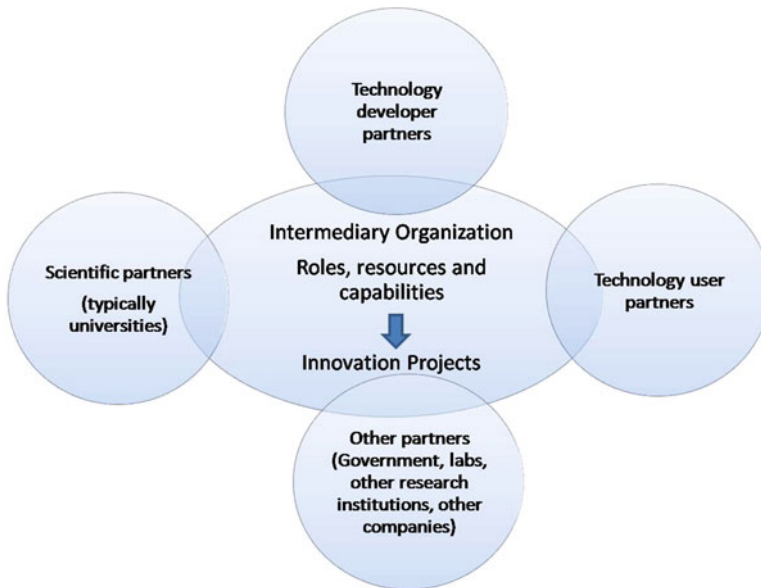 Technology
developer
partners
Intermediary Organization
Roles, resources and
capabilities
Innovation Projects
Scientific partners
(typically
universities)
Technology user
partners
Other partners
(Government, labs,
other research
institutions, other
companies)